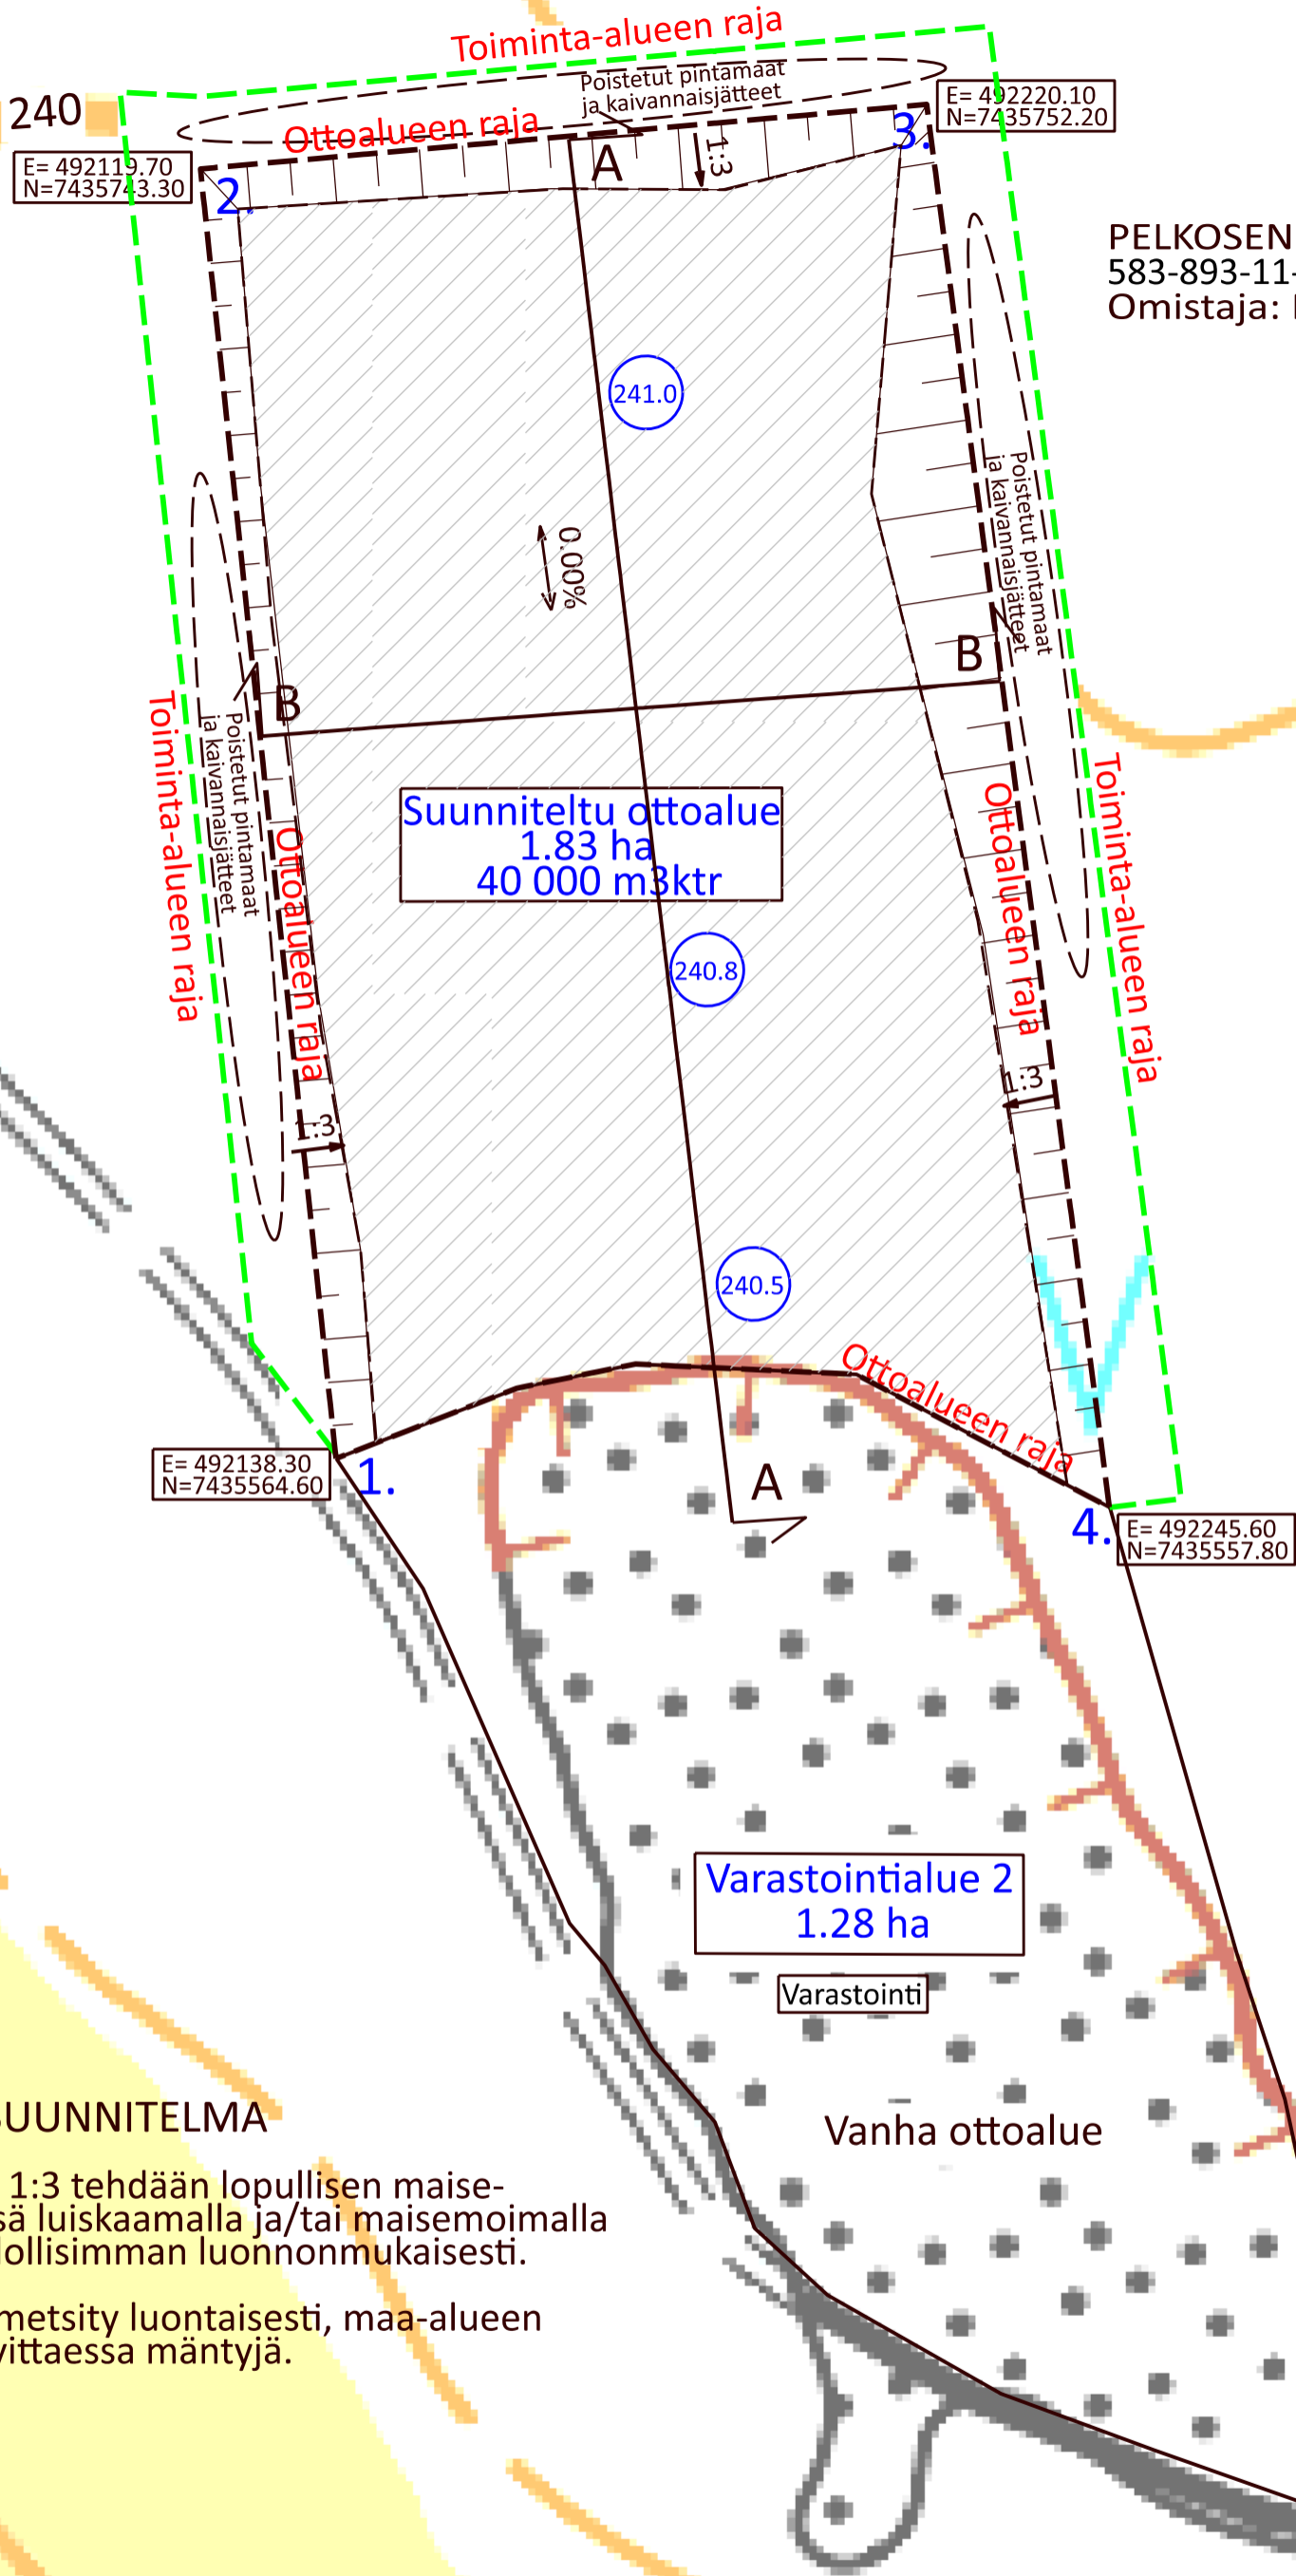 Toiminta-alueen raja
Poistetut pintamaat
ja kaivannaisjätteet
240
Ottoalueen raja
E= 492220.10
N=7435752.20
3.
A
1:3
E= 492119.70
N=7435743.30
2.
PELKOSEN
583-893-11-
Omistaja:
241.0
Poistetut pintamaat
ja kaivannaisjätteet
0.00%
B
B
Toiminta-alueen raja
Poistetut pintamaat
ja kaivannaisjätteet
Ottoalueen raja
Suunniteltu ottoalue
1.83 ha
40 000 m3ktr
Ottoalueen raja
Toiminta-alueen raja
240.8
1:3
1:3
240.5
Ottoalueen raja
E= 492138.30
N=7435564.60
1.
A
4.
E= 492245.60
N=7435557.80
Varastointialue 2
1.28 ha
Varastointi
Vanha ottoalue
SUUNNITELMA
1:3 tehdään lopullisen maise-
sä luiskaamalla ja/tai maisemoimalla
dollisimman luonnonmukaisesti.
metsity luontaisesti, maa-alueen
vittaessa mäntyjä.